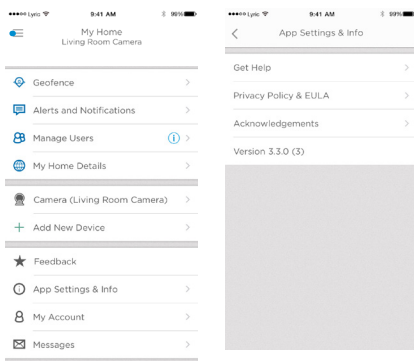 Lyric 9:41 AM 99%
My Home
Living Room Camera
Geofence
Alerts and Notifications
Manage Users
My Home Details
Camera (Living Room Camera)
Add New Device
Feedback
App Settings & Info
My Account
Messages
Lyric 9:41 AM 99%
App Settings & Info
Get Help
Privacy Policy & EULA
Acknowledgements
Version 3.3.0 (3)